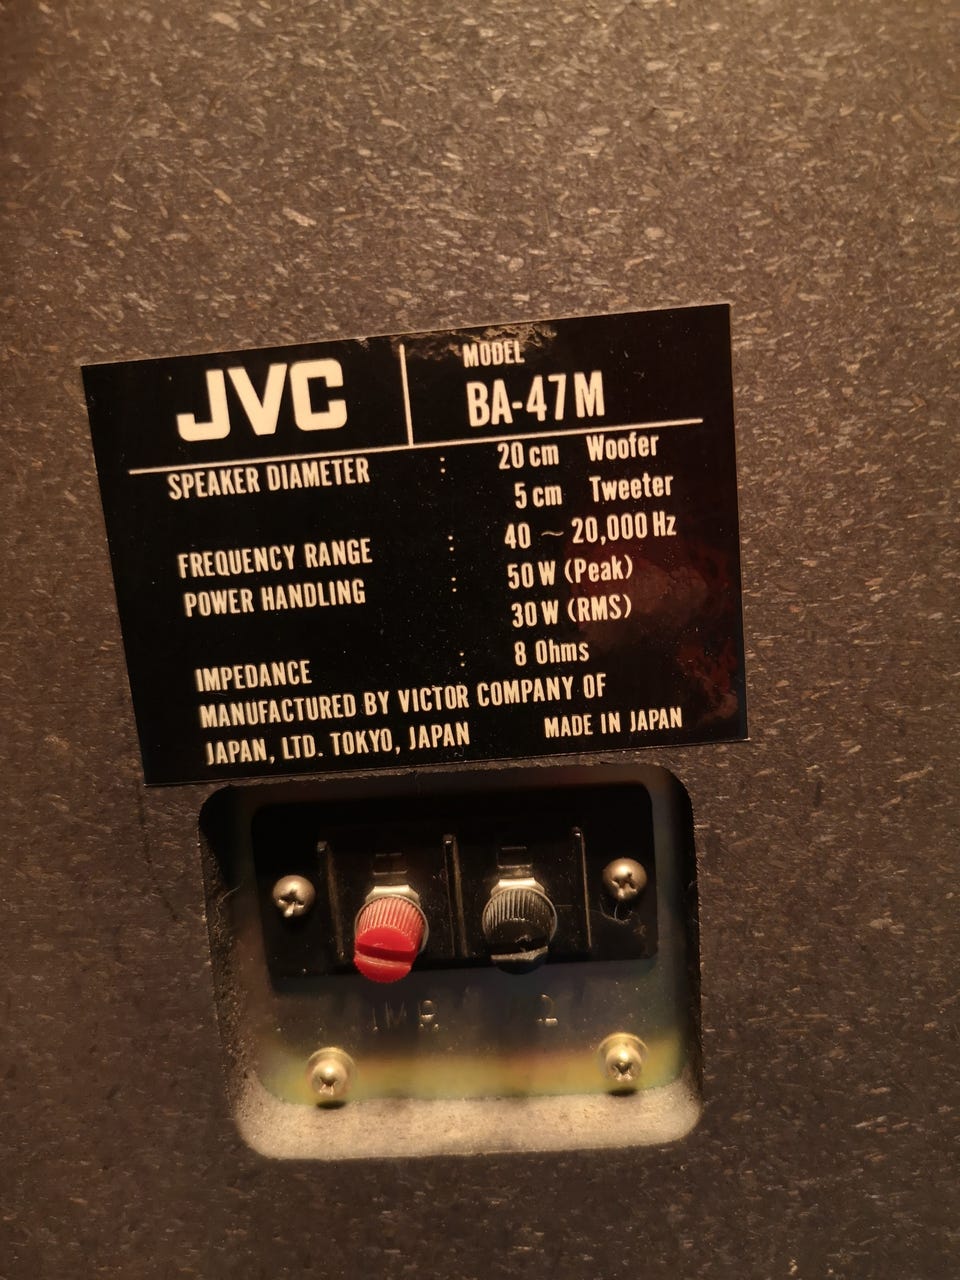 JVC
MODEL
BA-47M
SPEAKER DIAMETER : 20 cm Woofer
5 cm Tweeter
FREQUENCY RANGE : 40 ~ 20,000 Hz
POWER HANDLING : 50 W (Peak)
30 W (RMS)
IMPEDANCE : 8 Ohms
MANUFACTURED BY VICTOR COMPANY OF
JAPAN, LTD. TOKYO, JAPAN MADE IN JAPAN
IMP. Ω